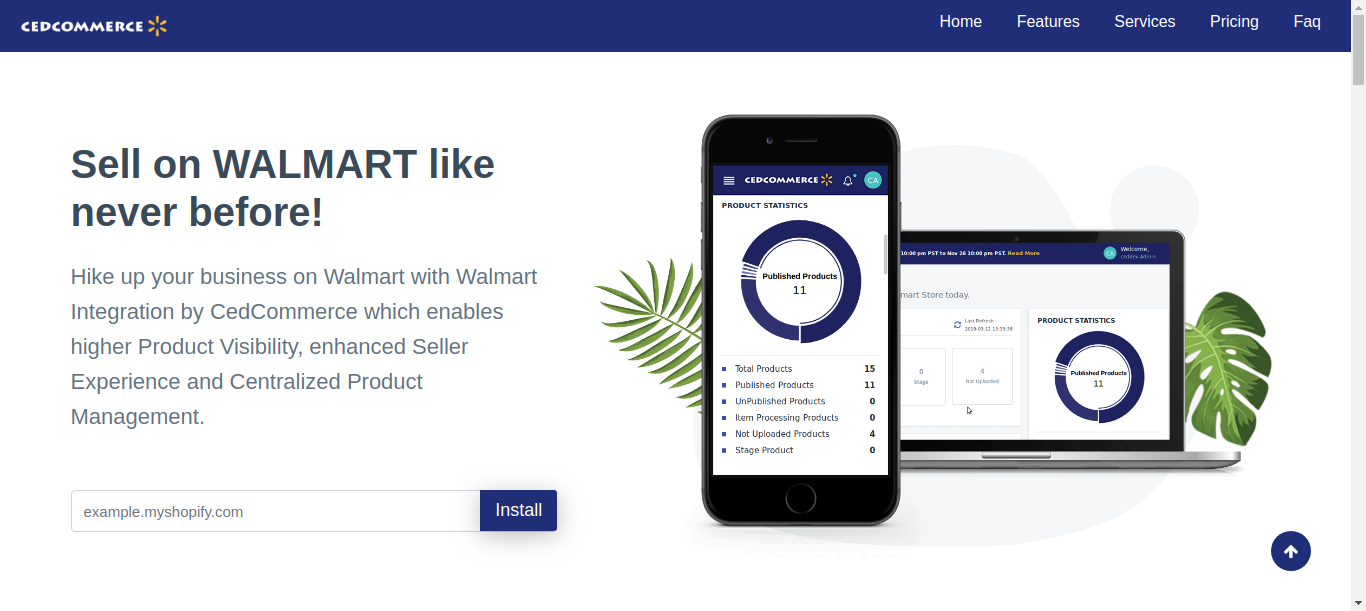 CEDCOMMERCE
Home
Features
Services
Pricing
Faq
Sell on WALMART like
never before!
Hike up your business on Walmart with Walmart
Integration by CedCommerce which enables
higher Product Visibility, enhanced Seller
Experience and Centralized Product
Management.
example.myshopify.com
Install
CEDCOMMERCE
CA
PRODUCT STATISTICS
Published Products
11
Total Products 15
Published Products 11
UnPublished Products 0
Item Processing Products 0
Not Uploaded Products 4
Stage Product 0
10:00 pm PST to Nov 26 10:00 pm PST. Read More
CA
Welcome,
ceddev Admin
mart Store today.
Last Refresh :
2019-03-12 15:39:38
0
Stage
4
Not Uploaded
PRODUCT STATISTICS
Published Products
11